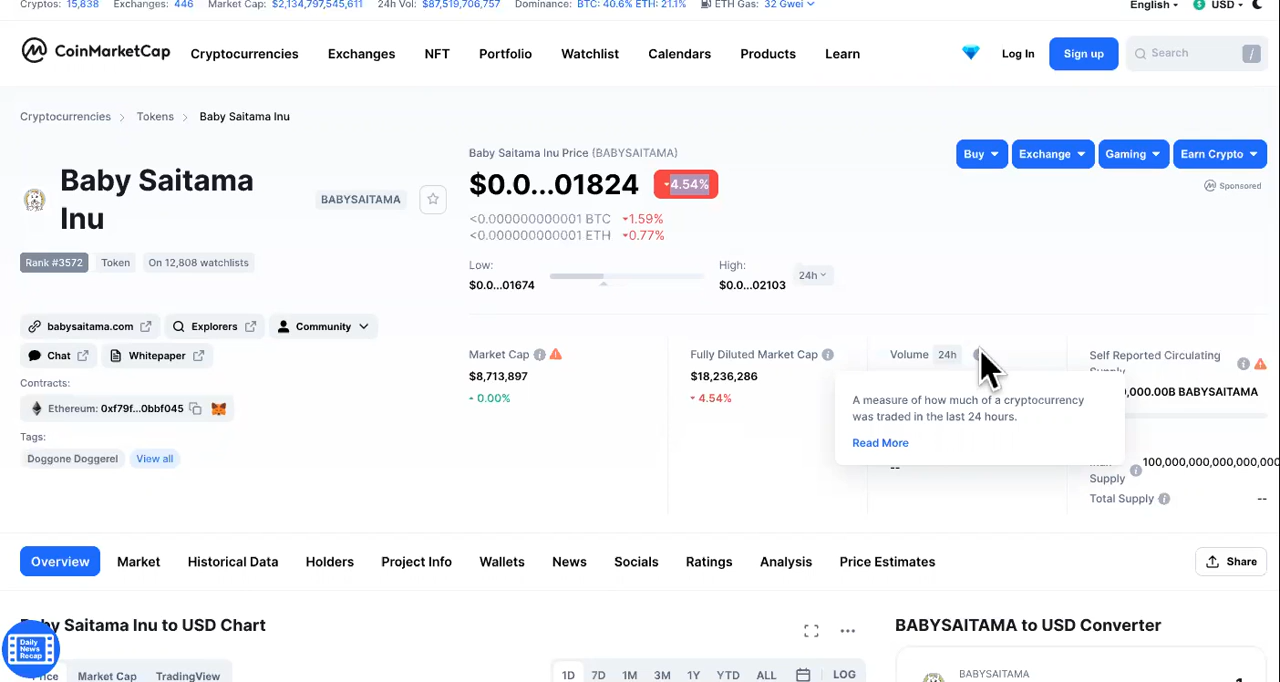 Cryptos: 15,838 Exchanges: 446 Market Cap: $2,134,797,545,611 24h Vol: $87,519,706,757 Dominance: BTC: 40.6% ETH: 21.1% ETH Gas: 32 Gwei English USD
CoinMarketCap Cryptocurrencies Exchanges NFT Portfolio Watchlist Calendars Products Learn Log In Sign up Search /
Cryptocurrencies Tokens Baby Saitama Inu
Baby Saitama Inu Price (BABYSAITAMA)
Buy Exchange Gaming Earn Crypto
Baby Saitama
Inu
BABYSAITAMA
$0.0...01824 4.54%
Sponsored
<0.000000000001 BTC 1.59%
<0.000000000001 ETH 0.77%
Rank #3572 Token On 12,808 watchlists
Low:
$0.0...01674
High:
$0.0...02103
24h
babysaitama.com Explorers Community
Chat Whitepaper
Contracts:
Ethereum: 0xf79f...0bbf045
Tags:
Doggone Doggerel View all
Market Cap
$8,713,897
0.00%
Fully Diluted Market Cap
$18,236,286
4.54%
Volume 24h
A measure of how much of a cryptocurrency
was traded in the last 24 hours.
Read More
--
Self Reported Circulating
,000.00B BABYSAITAMA
100,000,000,000,000,000
Supply
Total Supply --
Overview Market Historical Data Holders Project Info Wallets News Socials Ratings Analysis Price Estimates Share
Baby Saitama Inu to USD Chart
BABYSAITAMA to USD Converter
Daily
News
Recap
Price Market Cap TradingView
1D 7D 1M 3M 1Y YTD ALL LOG
BABYSAITAMA